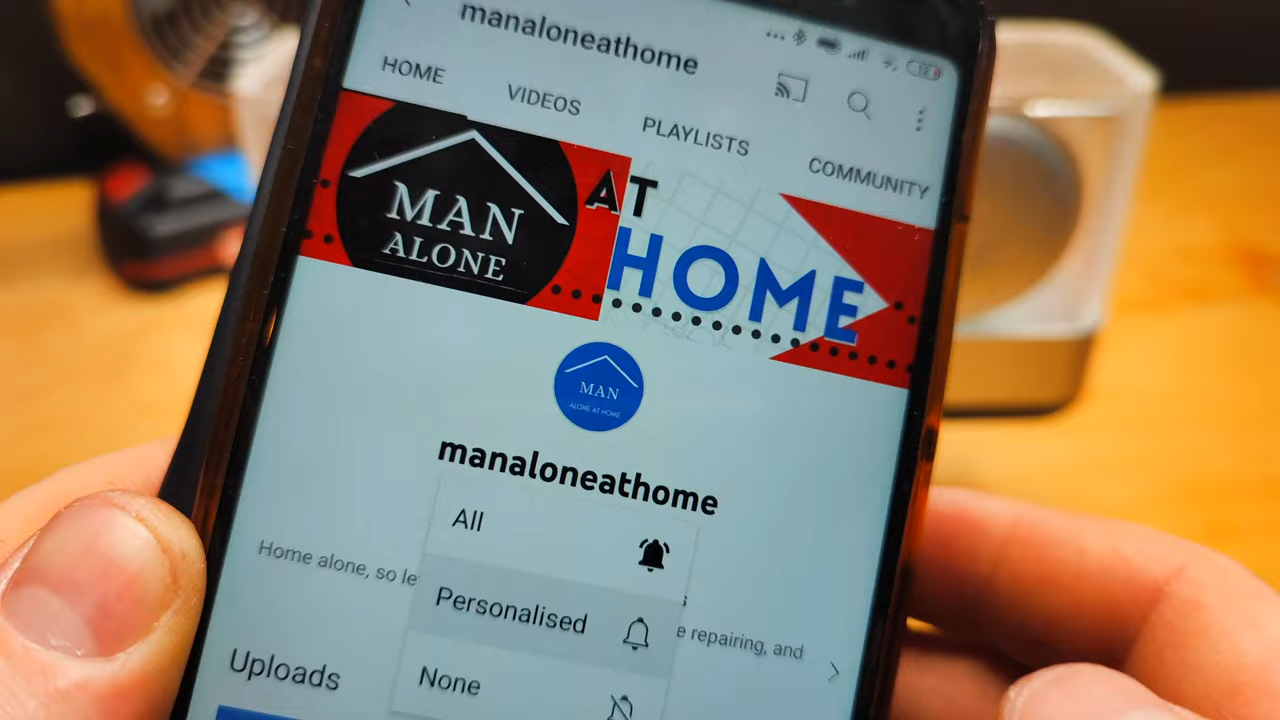 manaloneathome
12
HOME VIDEOS PLAYLISTS COMMUNITY
MAN
ALONE
AT
HOME
MAN
ALONE AT HOME
manaloneathome
All
Home alone, so le
Personalised
e repairing, and
Uploads
None